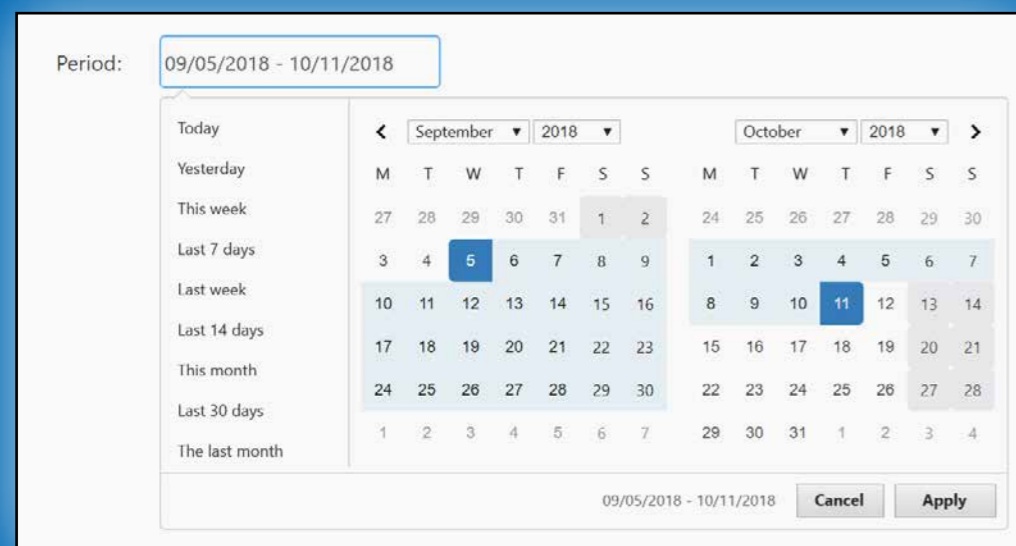 Period: 09/05/2018 - 10/11/2018
Today
Yesterday
This week
Last 7 days
Last week
Last 14 days
This month
Last 30 days
The last month
September ▼ 2018 ▼
M T W T F S S
27 28 29 30 31 1 2
3 4 5 6 7 8 9
10 11 12 13 14 15 16
17 18 19 20 21 22 23
24 25 26 27 28 29 30
1 2 3 4 5 6 7
October ▼ 2018 ▼
M T W T F S S
24 25 26 27 28 29 30
1 2 3 4 5 6 7
8 9 10 11 12 13 14
15 16 17 18 19 20 21
22 23 24 25 26 27 28
29 30 31 1 2 3 4
09/05/2018 - 10/11/2018 Cancel Apply